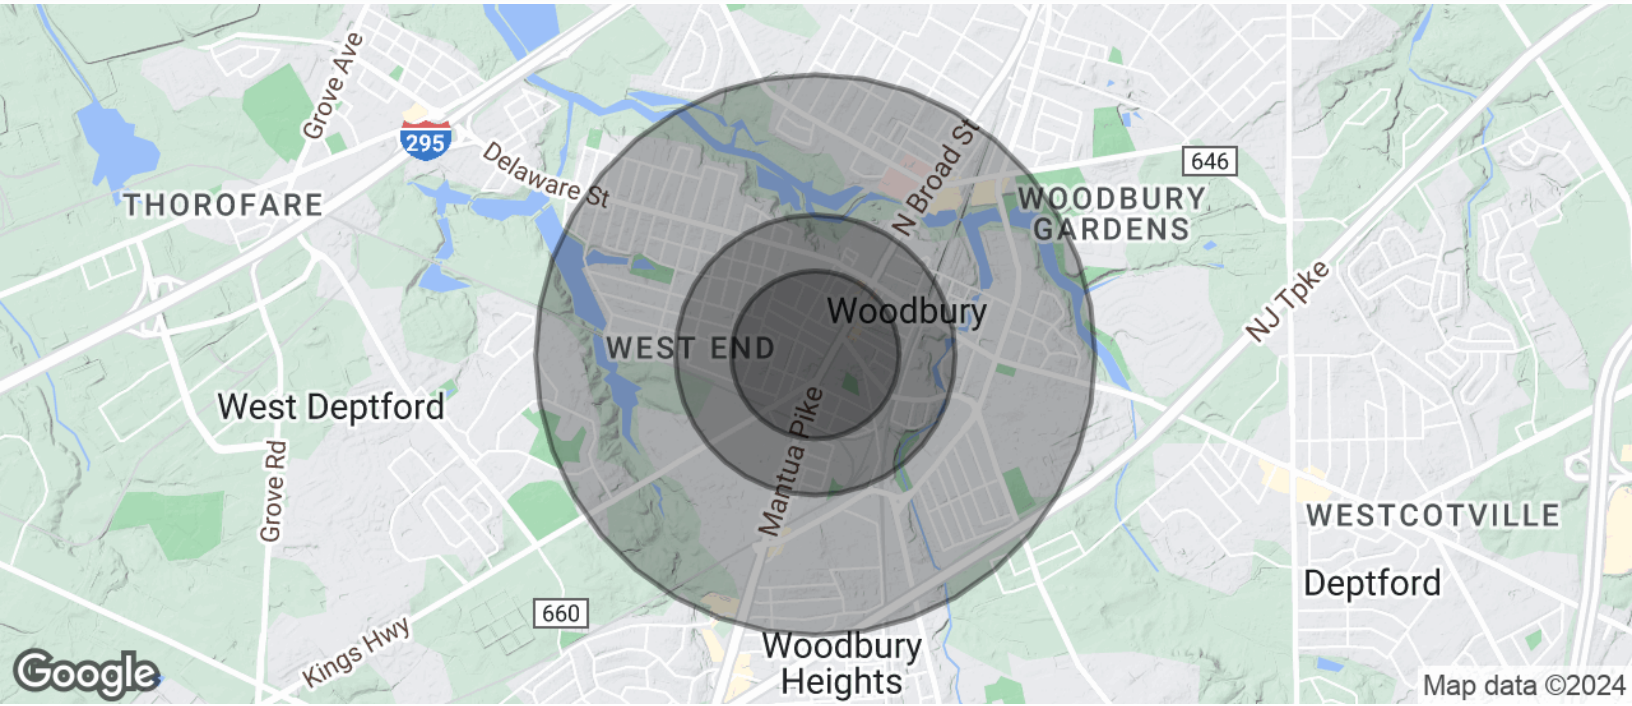 Grove Ave
295
Delaware St
N Broad St
646
THOROFARE
WOODBURY
GARDENS
NJ Tpke
Woodbury
WEST END
West Deptford
Mantua Pike
Grove Rd
WESTCOTVILLE
Deptford
660
Kings Hwy
Woodbury
Heights
Google
Map data ©2024